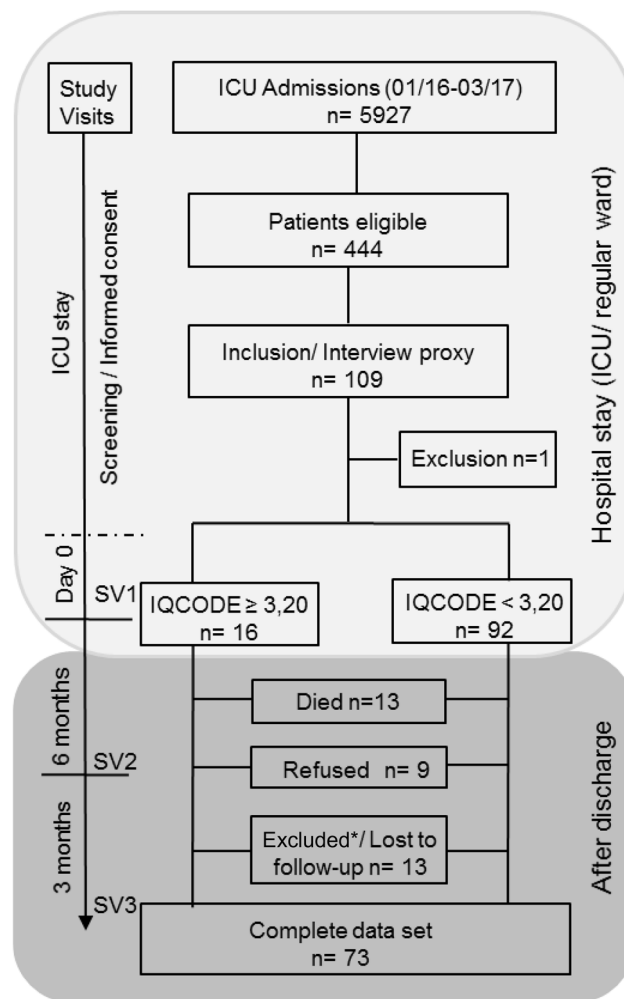 Study
Visits
ICU Admissions (01/16-03/17)
n= 5927
Patients eligible
n= 444
Inclusion/ Interview proxy
n= 109
Exclusion n=1
ICU stay
Screening / Informed consent
Hospital stay (ICU/ regular ward)
Day 0
SV1
IQCODE ≥ 3,20
n= 16
IQCODE < 3,20
n= 92
Died n=13
6 months
SV2
Refused n= 9
Excluded*/ Lost to
follow-up n= 13
3 months
After discharge
SV3
Complete data set
n= 73